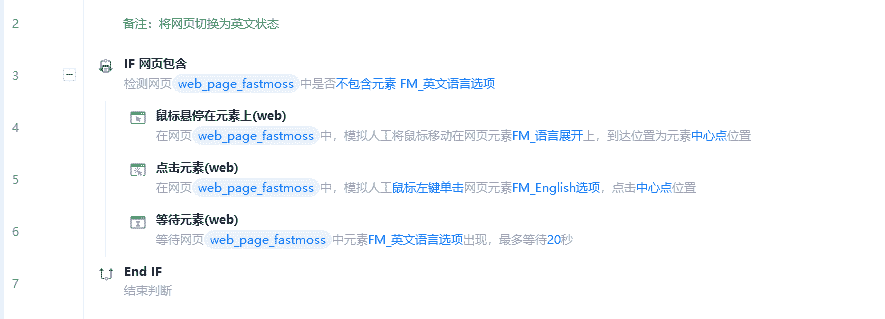 2 备注：将网页切换为英文状态
3 IF 网页包含
检测网页 web_page_fastmoss 中是否不包含元素 FM_英文语言选项
4 鼠标悬停在元素上(web)
在网页 web_page_fastmoss 中，模拟人工将鼠标移动在网页元素FM_语言展开上，到达位置为元素中心点位置
5 点击元素(web)
在网页 web_page_fastmoss 中，模拟人工鼠标左键单击网页元素FM_English选项，点击中心点位置
6 等待元素(web)
等待网页 web_page_fastmoss 中元素FM_英文语言选项出现，最多等待20秒
7 End IF
结束判断